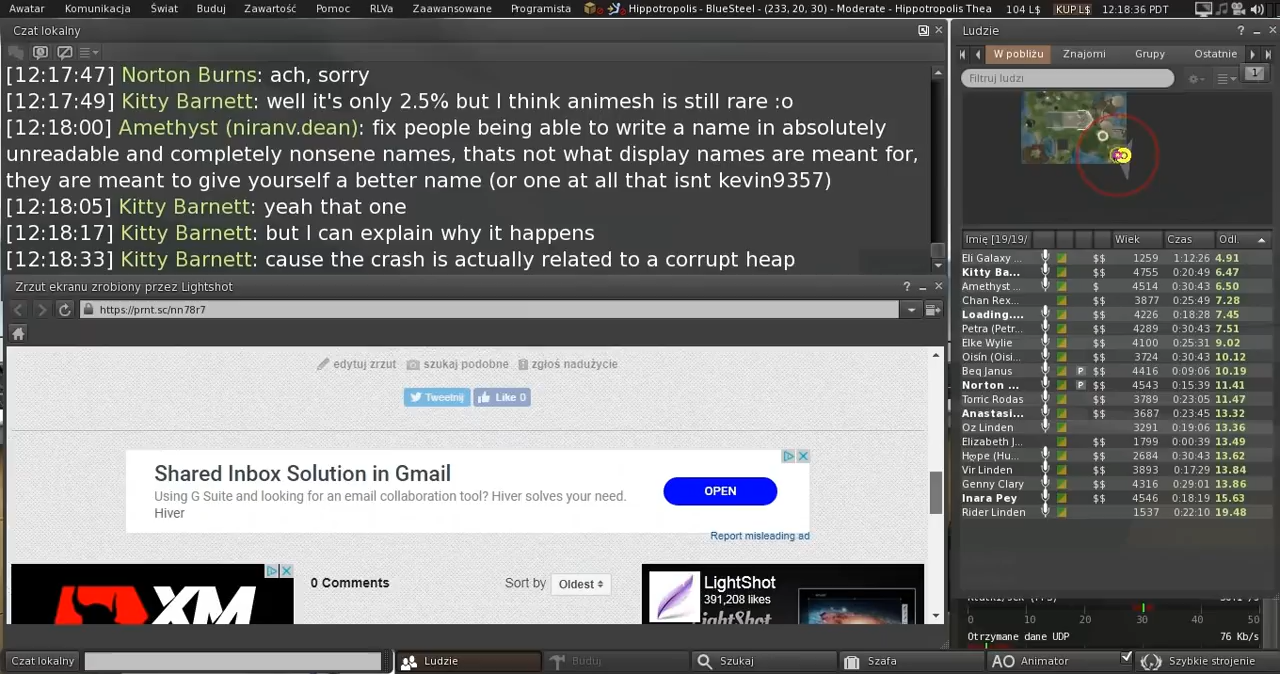 Awatar Komunikacja Świat Buduj Zawartość Pomoc RLVa Zaawansowane Programista Hippotropolis - BlueSteel - (233, 20, 30) - Moderate - Hippotropolis Thea 104 L$ KUP L$ 12:18:36 PDT
Czat lokalny
[12:17:47] Norton Burns: ach, sorry
[12:17:49] Kitty Barnett: well it's only 2.5% but I think animesh is still rare :o
[12:18:00] Amethyst (niranv.dean): fix people being able to write a name in absolutely
unreadable and completely nonsene names, thats not what display names are meant for,
they are meant to give yourself a better name (or one at all that isnt kevin9357)
[12:18:05] Kitty Barnett: yeah that one
[12:18:17] Kitty Barnett: but I can explain why it happens
[12:18:33] Kitty Barnett: cause the crash is actually related to a corrupt heap
Zrzut ekranu zrobiony przez Lightshot
https://prnt.sc/nn78r7
edytuj zrzut szukaj podobne zgłoś nadużycie
Tweetnij Like 0
Shared Inbox Solution in Gmail
Using G Suite and looking for an email collaboration tool? Hiver solves your need.
Hiver
OPEN
Report misleading ad
XM
0 Comments Sort by Oldest
LightShot
391,208 likes
LightShot
Ludzie
W pobliżu Znajomi Grupy Ostatnie
Filtruj ludzi
1
Imię [19/19/ Wiek Czas Odl.
Eli Galaxy ... 1259 1:12:26 4.91
Kitty Ba... $$ 4755 0:20:49 6.47
Amethyst ... $ 4514 0:30:43 6.50
Chan Rex... $$ 3877 0:25:49 7.28
Loading.... $$ 4226 0:18:28 7.45
Petra (Petr... $$ 4289 0:30:43 7.51
Elke Wylie $$ 4100 0:25:31 9.02
Oisín (Oisi... $$ 3724 0:30:43 10.12
Beq Janus P $$ 4416 0:09:06 10.19
Norton ... P $$ 4543 0:15:39 11.41
Torric Rodas $$ 3789 0:23:05 11.47
Anastasi... $$ 3687 0:23:45 13.32
Oz Linden 3291 0:19:06 13.36
Elizabeth J... $$ 1799 0:00:39 13.49
Hope (Hu... $$ 2684 0:30:43 13.62
Vir Linden $$ 3893 0:17:29 13.84
Genny Clary $$ 4316 0:29:01 13.86
Inara Pey $$ 4546 0:18:19 15.63
Rider Linden 1537 0:22:10 19.48
0 10 20 30 40 50
Otrzymane dane UDP 76 Kb/s
Czat lokalny Ludzie Buduj Szukaj Szafa AO Animator Szybkie strojenie